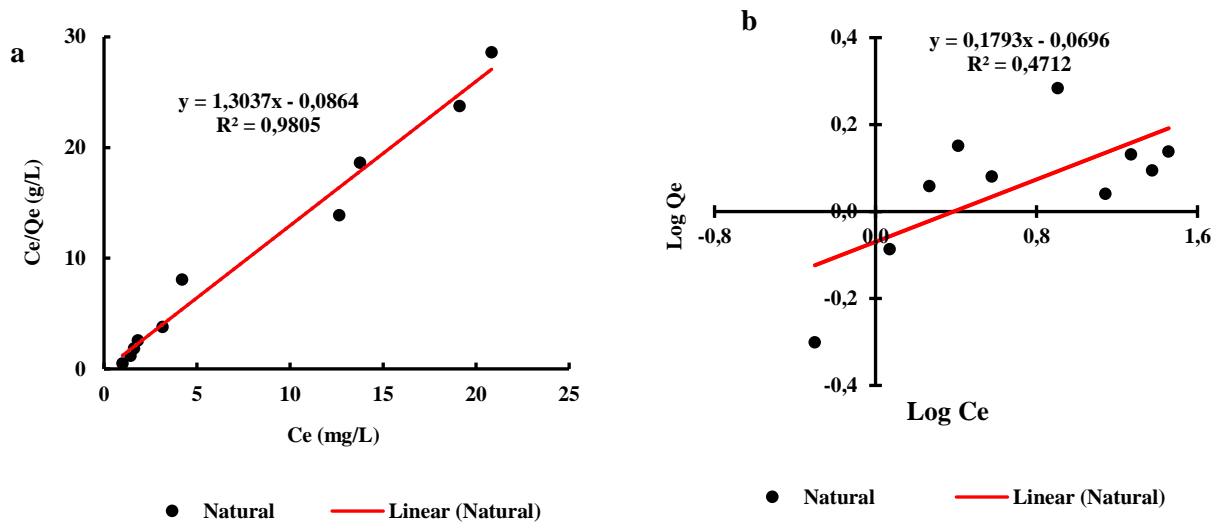 a
30
20
10
0
0
5
10
15
20
25
Ce/Qe (g/L)
y = 1,3037x - 0,0864
R² = 0,9805
Ce (mg/L)
Natural
Linear (Natural)
b
0,4
0,2
0,0
-0,2
-0,4
-0,8
0,0
0,8
1,6
Log Qe
y = 0,1793x - 0,0696
R² = 0,4712
Log Ce
Natural
Linear (Natural)